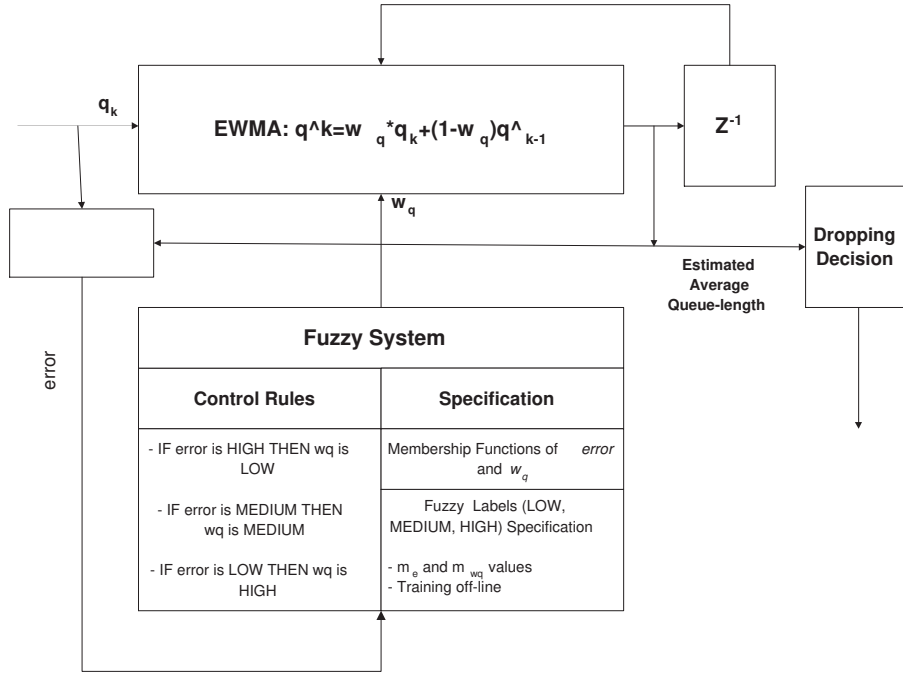 q_k
EWMA: q^k=w_q*q_k+(1-w_q)q^_k-1
Z^-1
w_q
Dropping
Decision
Estimated
Average
Queue-length
error
Fuzzy System
Control Rules
Specification
- IF error is HIGH THEN wq is
LOW
- IF error is MEDIUM THEN
wq is MEDIUM
- IF error is LOW THEN wq is
HIGH
Membership Functions of error
and w_q
Fuzzy Labels (LOW,
MEDIUM, HIGH) Specification
- m_e and m_wq values
- Training off-line